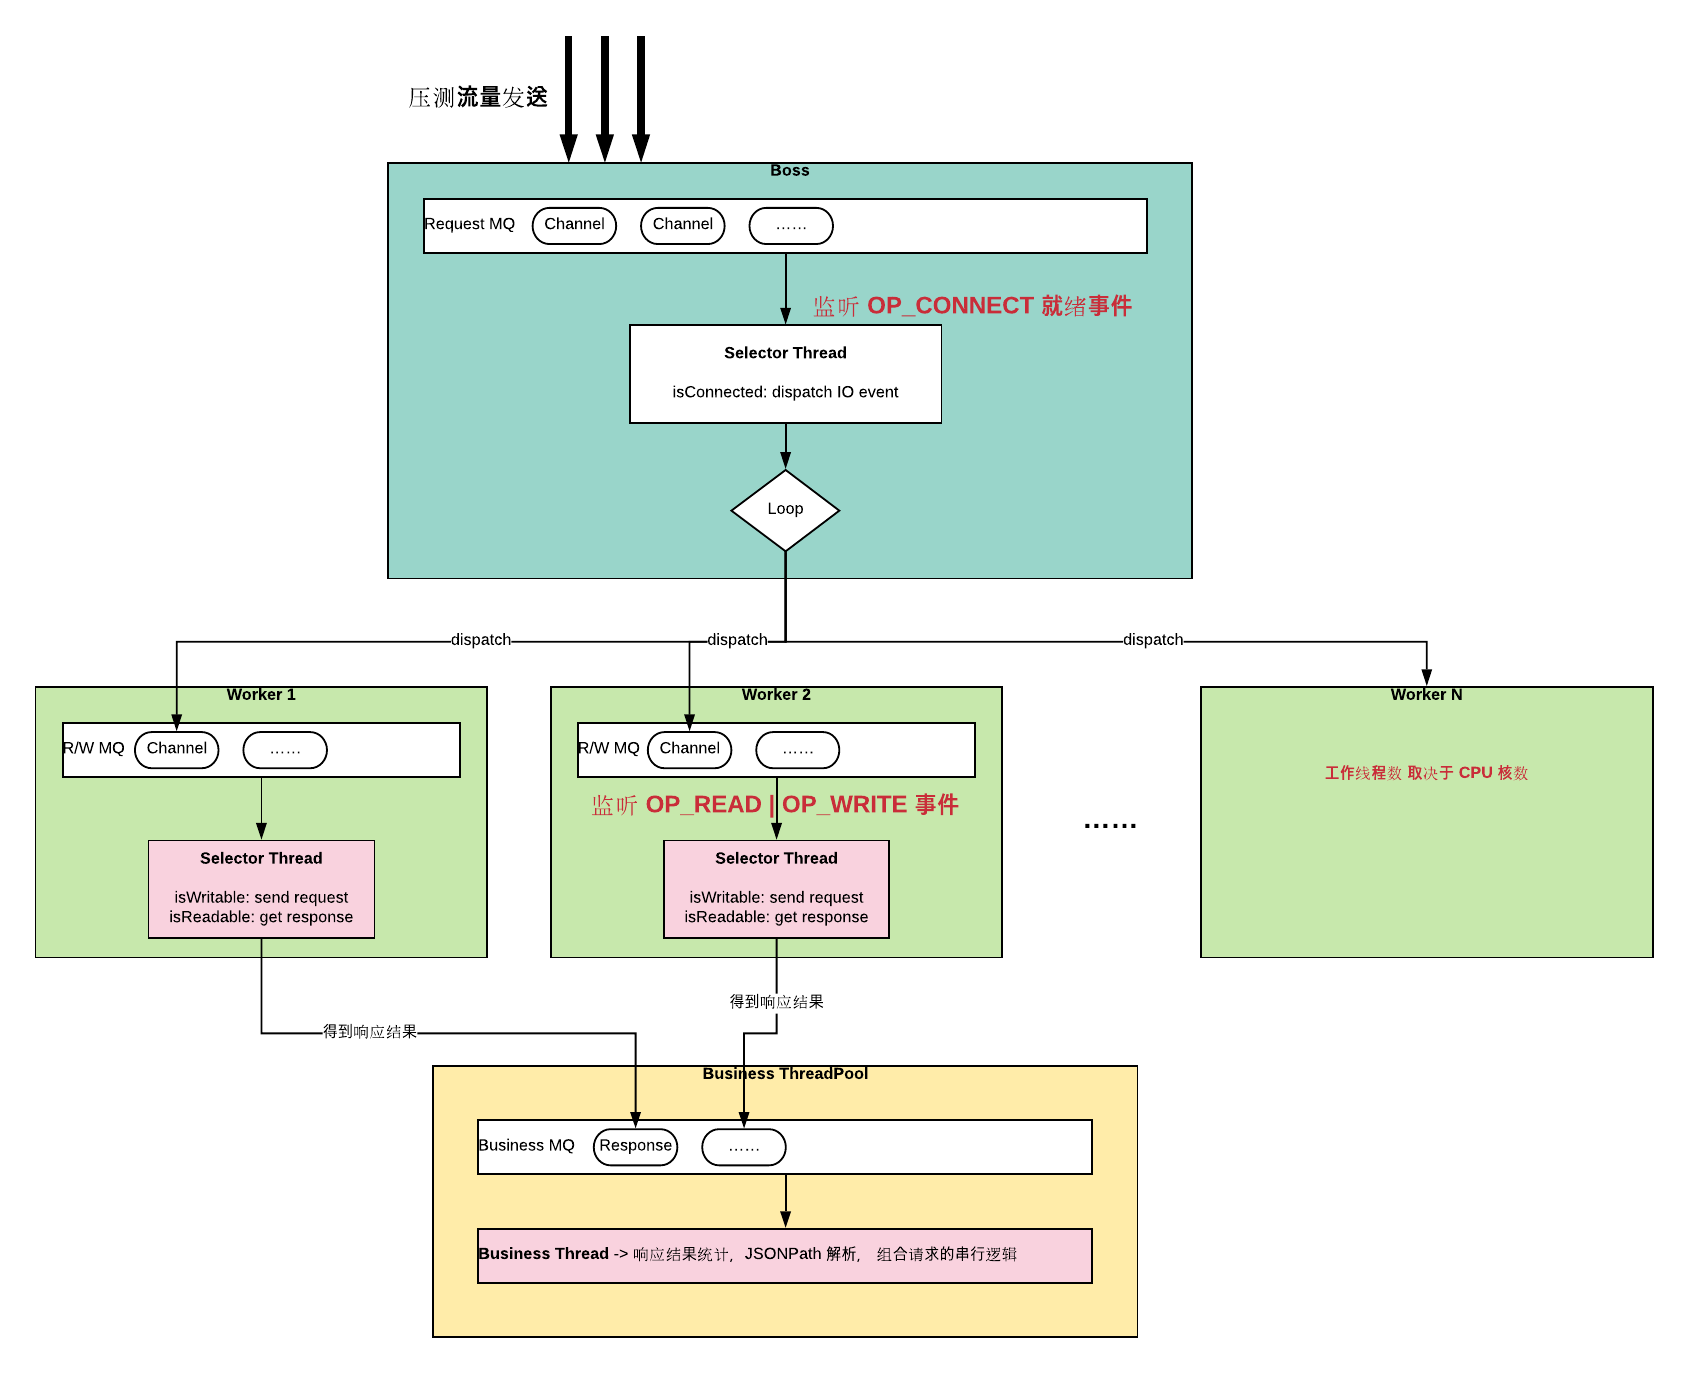 压测流量发送
Boss
Request MQ
Channel
Channel
……
监听 OP_CONNECT 就绪事件
Selector Thread
isConnected: dispatch IO event
Loop
dispatch
dispatch
dispatch
Worker 1
R/W MQ
Channel
……
Selector Thread
isWritable: send request
isReadable: get response
Worker 2
R/W MQ
Channel
……
监听 OP_READ | OP_WRITE 事件
Selector Thread
isWritable: send request
isReadable: get response
……
Worker N
工作线程数 取决于 CPU 核数
得到响应结果
得到响应结果
Business ThreadPool
Business MQ
Response
……
Business Thread -> 响应结果统计，JSONPath 解析， 组合请求的串行逻辑